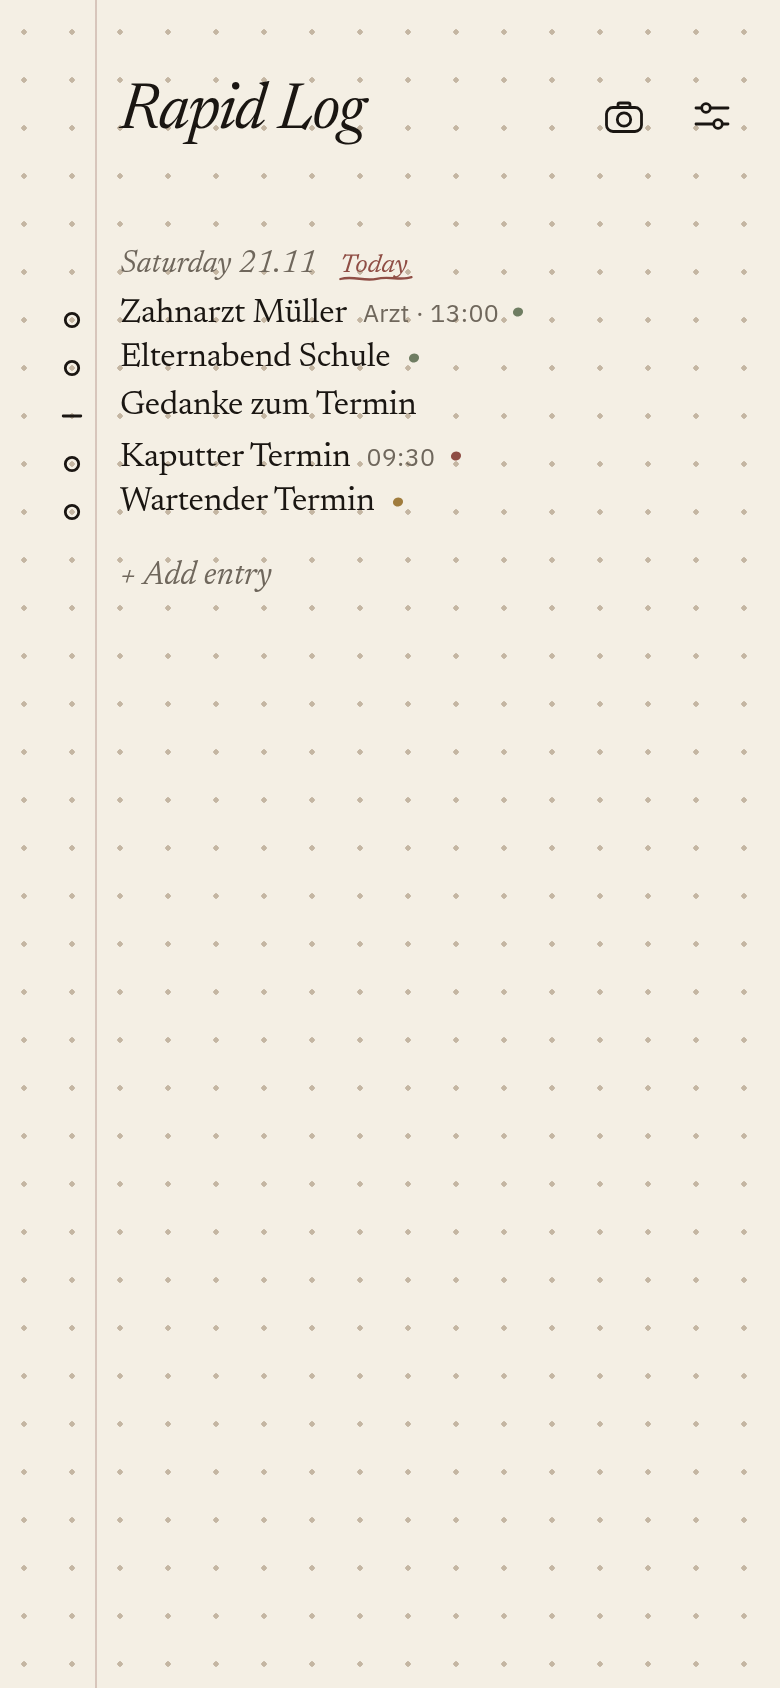 Rapid Log
Saturday 21.11 Today
Zahnarzt Müller Arzt · 13:00
Elternabend Schule
Gedanke zum Termin
Kaputter Termin 09:30
Wartender Termin
+ Add entry